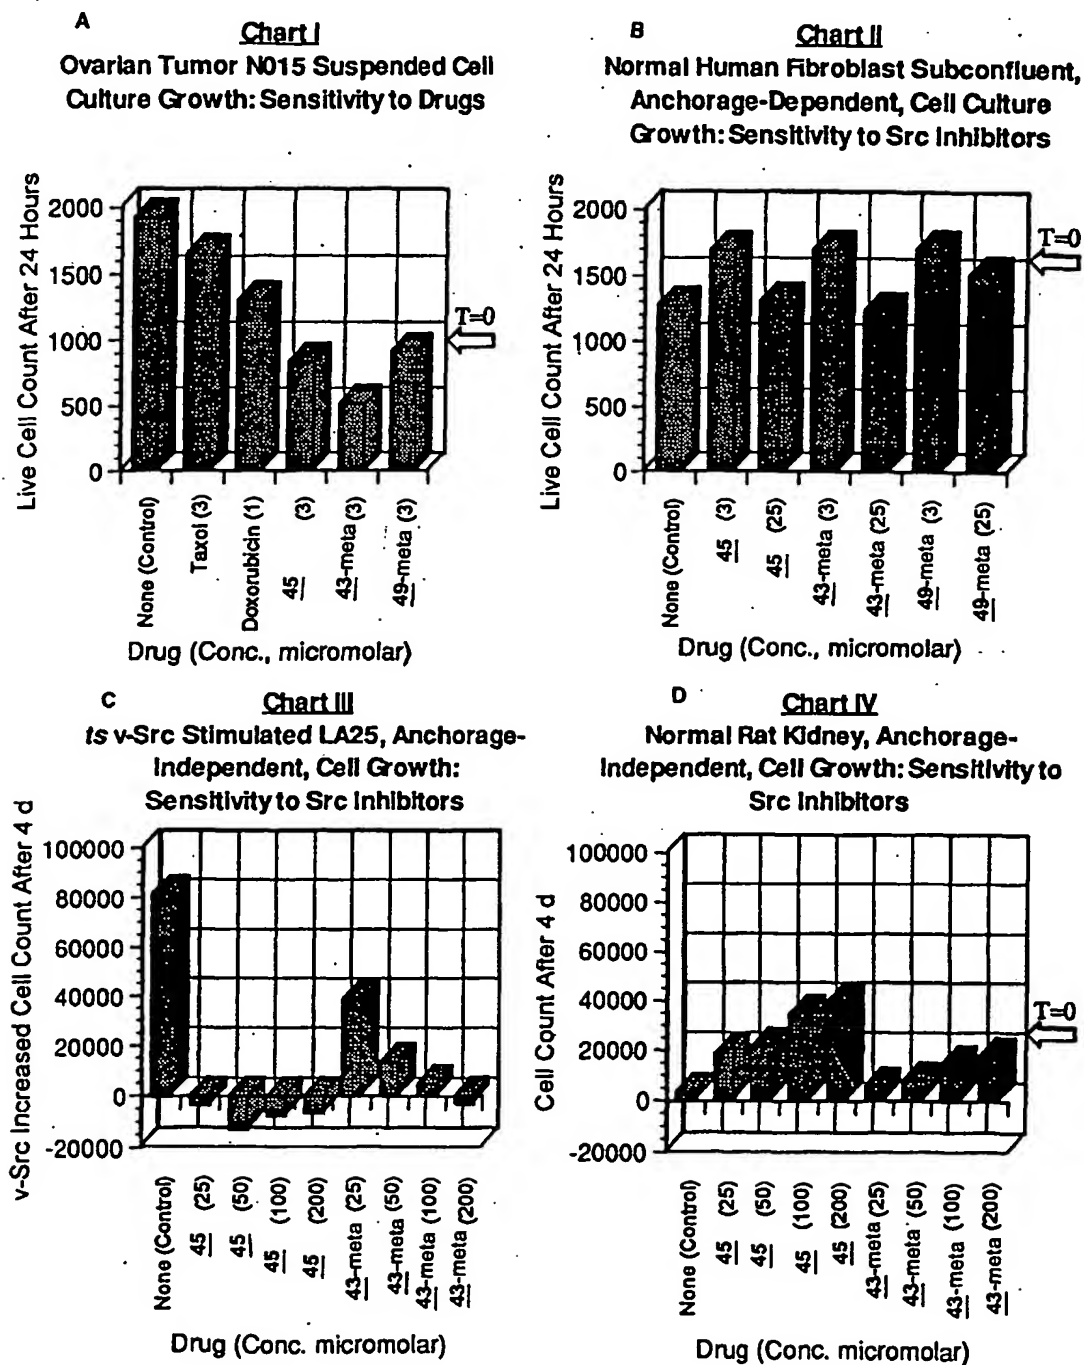 A
Chart I
Ovarian Tumor N015 Suspended Cell
Culture Growth: Sensitivity to Drugs
Live Cell Count After 24 Hours
2000
1500
1000
500
0
T=0
None (Control)
Taxol (3)
Doxorubicin (1)
45 (3)
43-meta (3)
49-meta (3)
Drug (Conc., micromolar)
B
Chart II
Normal Human Fibroblast Subconfluent,
Anchorage-Dependent, Cell Culture
Growth: Sensitivity to Src Inhibitors
Live Cell Count After 24 Hours
2000
1500
1000
500
0
T=0
None (Control)
45 (3)
45 (25)
43-meta (3)
43-meta (25)
49-meta (3)
49-meta (25)
Drug (Conc., micromolar)
C
Chart III
ts v-Src Stimulated LA25, Anchorage-
Independent, Cell Growth:
Sensitivity to Src Inhibitors
v-Src Increased Cell Count After 4 d
100000
80000
60000
40000
20000
0
-20000
None (Control)
45 (25)
45 (50)
45 (100)
45 (200)
43-meta (25)
43-meta (50)
43-meta (100)
43-meta (200)
Drug (Conc. micromolar)
D
Chart IV
Normal Rat Kidney, Anchorage-
Independent, Cell Growth: Sensitivity to
Src Inhibitors
Cell Count After 4 d
100000
80000
60000
40000
20000
0
-20000
T=0
None (Control)
45 (25)
45 (50)
45 (100)
45 (200)
43-meta (25)
43-meta (50)
43-meta (100)
43-meta (200)
Drug (Conc. micromolar)